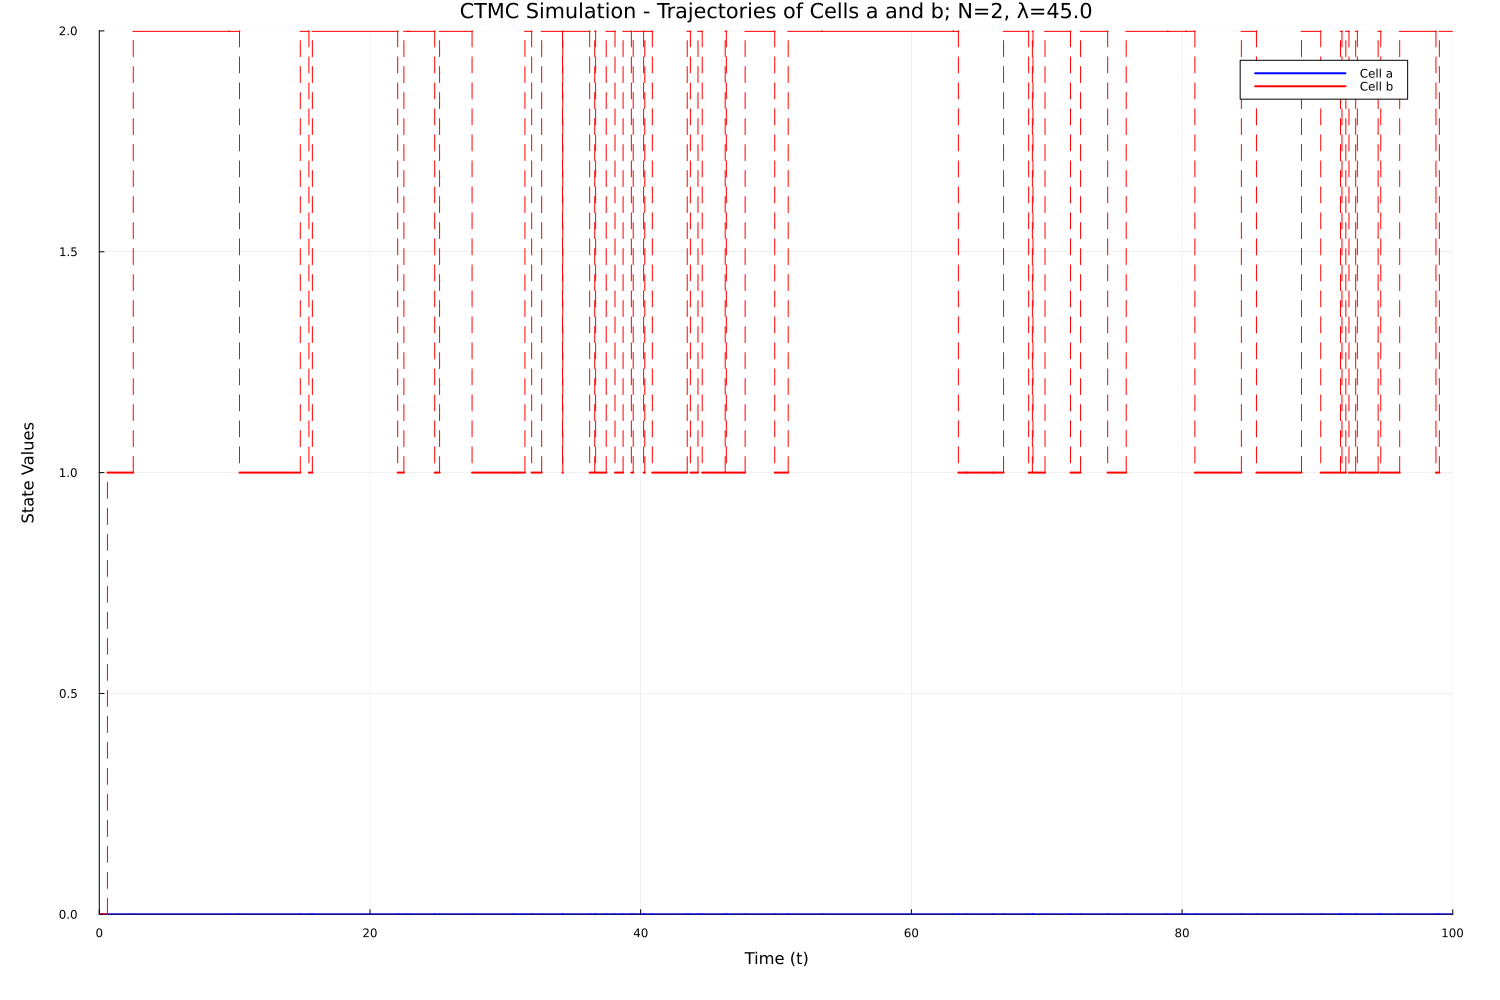 CTMC Simulation - Trajectories of Cells a and b; N=2, λ=45.0
2.0
Cell a
Cell b
1.5
1.0
State Values
0.5
0.0
0 20 40 60 80 100
Time (t)